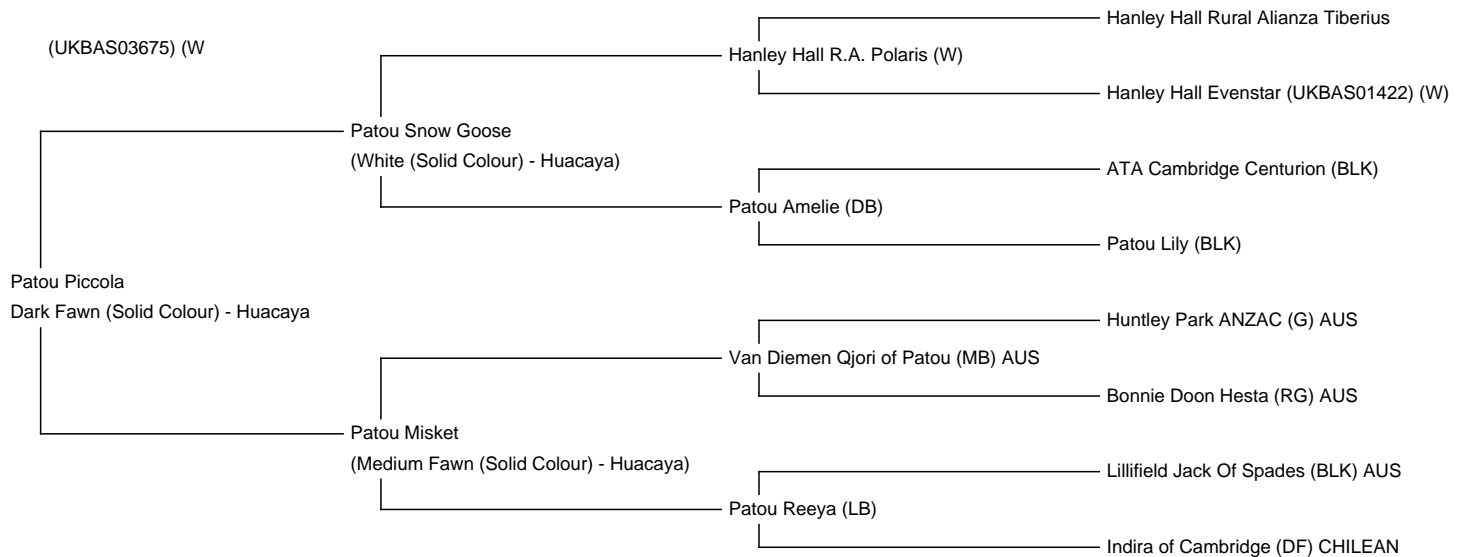 Hanley Hall Rural Alianza Tiberius
(UKBAS03675) (W
Hanley Hall R.A. Polaris (W)
Hanley Hall Evenstar (UKBAS01422) (W)
Patou Snow Goose
(White (Solid Colour) - Huacaya)
ATA Cambridge Centurion (BLK)
Patou Amelie (DB)
Patou Lily (BLK)
Patou Piccola
Dark Fawn (Solid Colour) - Huacaya
Huntley Park ANZAC (G) AUS
Van Diemen Qjori of Patou (MB) AUS
Bonnie Doon Hesta (RG) AUS
Patou Misket
(Medium Fawn (Solid Colour) - Huacaya)
Lillifield Jack Of Spades (BLK) AUS
Patou Reeya (LB)
Indira of Cambridge (DF) CHILEAN